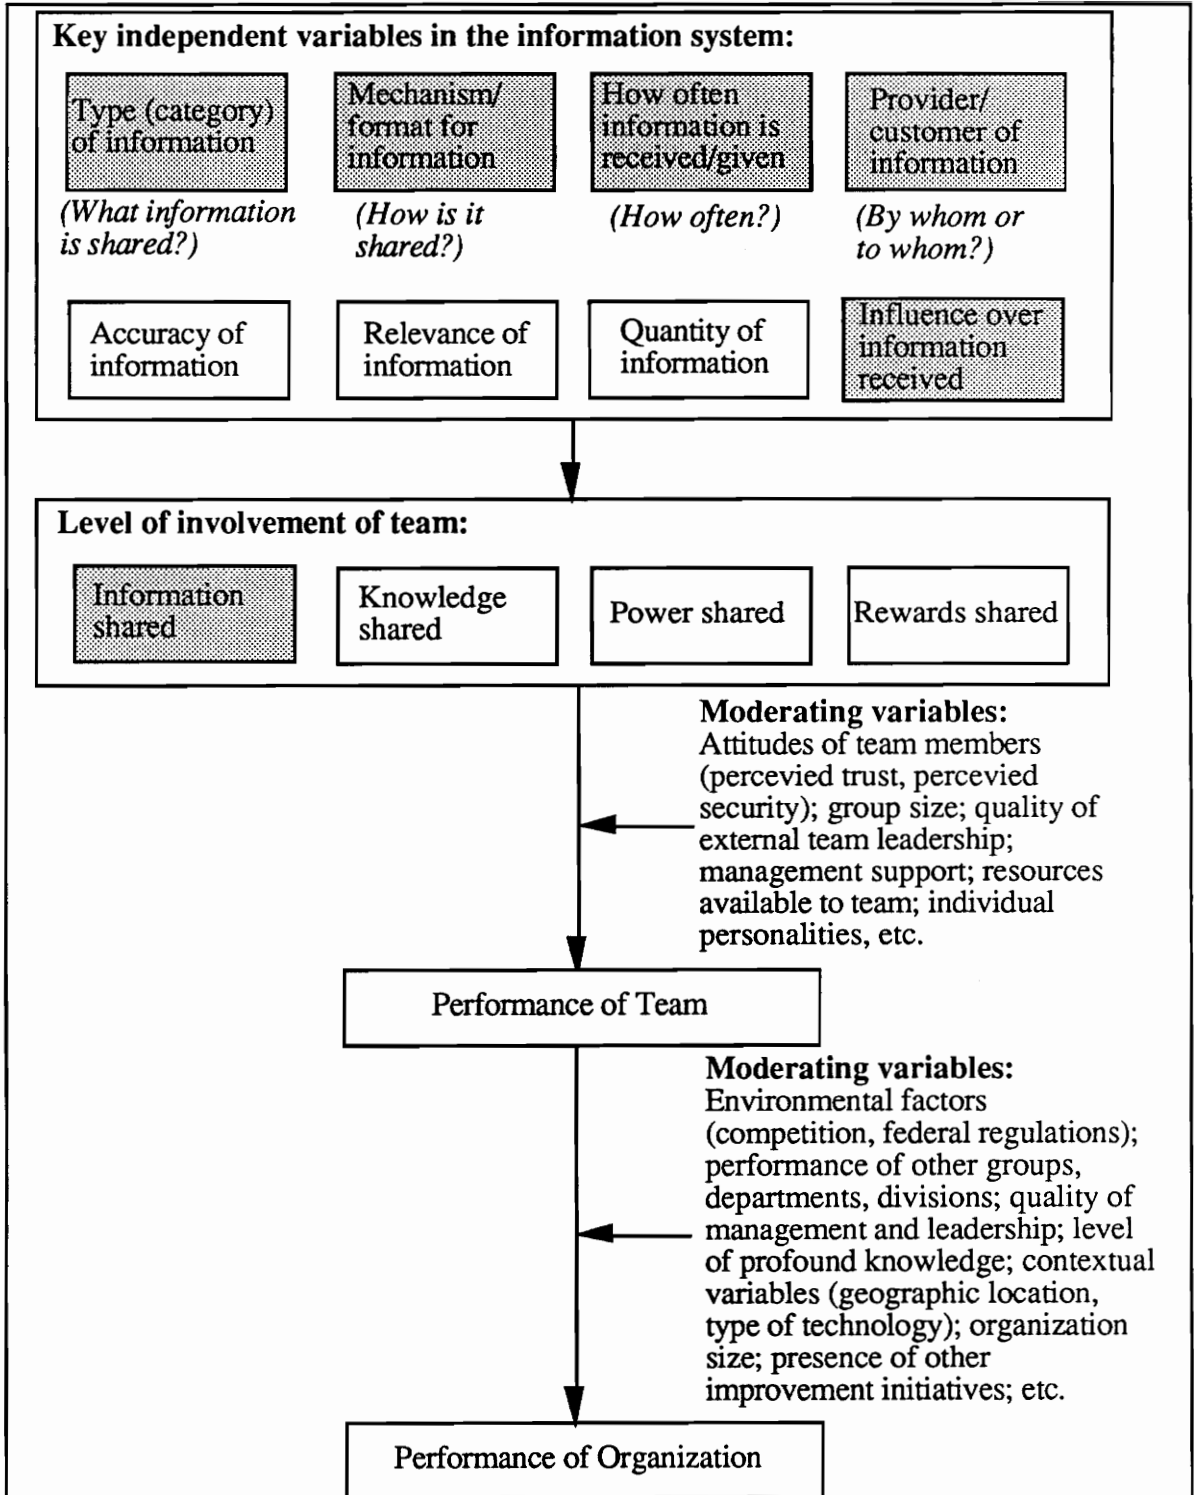 Key independent variables in the information system:
Type (category)
of information
Mechanism/
format for
information
How often
information is
received/given
Provider/
customer of
information
(What information
is shared?)
(How is it
shared?)
(How often?)
(By whom or
to whom?)
Accuracy of
information
Relevance of
information
Quantity of
information
Influence over
information
received
Level of involvement of team:
Information
shared
Knowledge
shared
Power shared
Rewards shared
Moderating variables:
Attitudes of team members
(percevied trust, percevied
security); group size; quality of
external team leadership;
management support; resources
available to team; individual
personalities, etc.
Performance of Team
Moderating variables:
Environmental factors
(competition, federal regulations);
performance of other groups,
departments, divisions; quality of
management and leadership; level
of profound knowledge; contextual
variables (geographic location,
type of technology); organization
size; presence of other
improvement initiatives; etc.
Performance of Organization